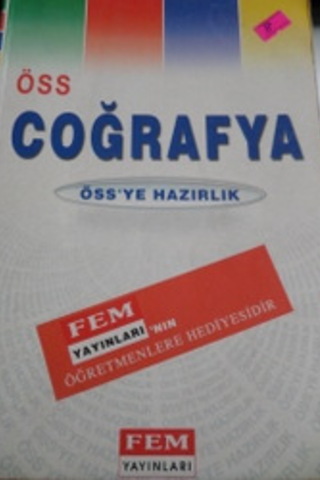 ÖSS
COĞRAFYA
ÖSS'YE HAZIRLIK
FEM
YAYINLARI'NIN
ÖĞRETMENLERE HEDİYESİDİR
FEM
YAYINLARI